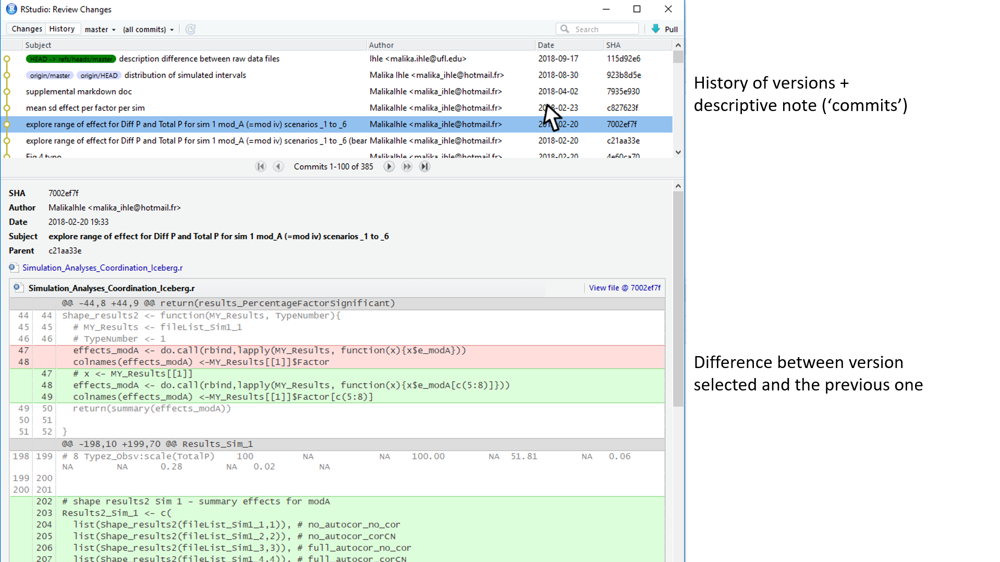 RStudio: Review Changes
Changes History master (all commits) Search Pull
Subject Author Date SHA
HEAD -> refs/heads/master description difference between raw data files Ihle <malika.ihle@ufl.edu> 2018-09-17 115d92e6
origin/master origin/HEAD distribution of simulated intervals Malika Ihle <malika_ihle@hotmail.fr> 2018-08-30 923b8d5e
supplemental markdown doc MalikaIhle <malika_ihle@hotmail.fr> 2018-04-02 7935e930
mean sd effect per factor per sim MalikaIhle <malika_ihle@hotmail.fr> 2018-02-23 c827623f
explore range of effect for Diff P and Total P for sim 1 mod_A (=mod iv) scenarios _1 to _6 MalikaIhle <malika_ihle@hotmail.fr> 2018-02-20 7002ef7f
explore range of effect for Diff P and Total P for sim 1 mod_A (=mod iv) scenarios _1 to _6 (bear MalikaIhle <malika_ihle@hotmail.fr> 2018-02-20 c21aa33e
Fig 4 typo MalikaIhle <malika_ihle@hotmail.fr> 2018-02-20 4e60ca70
Commits 1-100 of 385
History of versions +
descriptive note (‘commits’)
SHA 7002ef7f
Author MalikaIhle <malika_ihle@hotmail.fr>
Date 2018-02-20 19:33
Subject explore range of effect for Diff P and Total P for sim 1 mod_A (=mod iv) scenarios _1 to _6
Parent c21aa33e
Simulation_Analyses_Coordination_Iceberg.r
Simulation_Analyses_Coordination_Iceberg.r View file @ 7002ef7f
@@ -44,8 +44,9 @@ return(results_PercentageFactorSignificant)
44 44 Shape_results2 <- function(MY_Results, TypeNumber){
45 45 # MY_Results <- fileList_Sim1_1
46 46 # TypeNumber <- 1
47 effects_modA <- do.call(rbind,lapply(MY_Results, function(x){x$e_modA}))
48 colnames(effects_modA) <-MY_Results[[1]]$Factor
47 # x <- MY_Results[[1]]
48 effects_modA <- do.call(rbind,lapply(MY_Results, function(x){x$e_modA[c(5:8)]}))
49 colnames(effects_modA) <-MY_Results[[1]]$Factor[c(5:8)]
49 50 return(summary(effects_modA))
50 51
51 52 }
@@ -198,10 +199,70 @@ Results_Sim_1
198 199 # 8 Typez_Obsv:scale(TotalP) 100 NA NA 100.00 NA 51.81 NA 0.06
NA NA 0.28 NA 0.02 NA
199 200
200 201
202 # shape results2 Sim 1 - summary effects for modA
203 Results2_Sim_1 <- c(
204 list(Shape_results2(fileList_Sim1_1,1)), # no_autocor_no_cor
205 list(Shape_results2(fileList_Sim1_2,2)), # no_autocor_corCN
206 list(Shape_results2(fileList_Sim1_3,3)), # full_autocor_no_cor
207 list(Shape_results2(fileList_Sim1_4,4)), # full_autocor_corCN
Difference between version
selected and the previous one